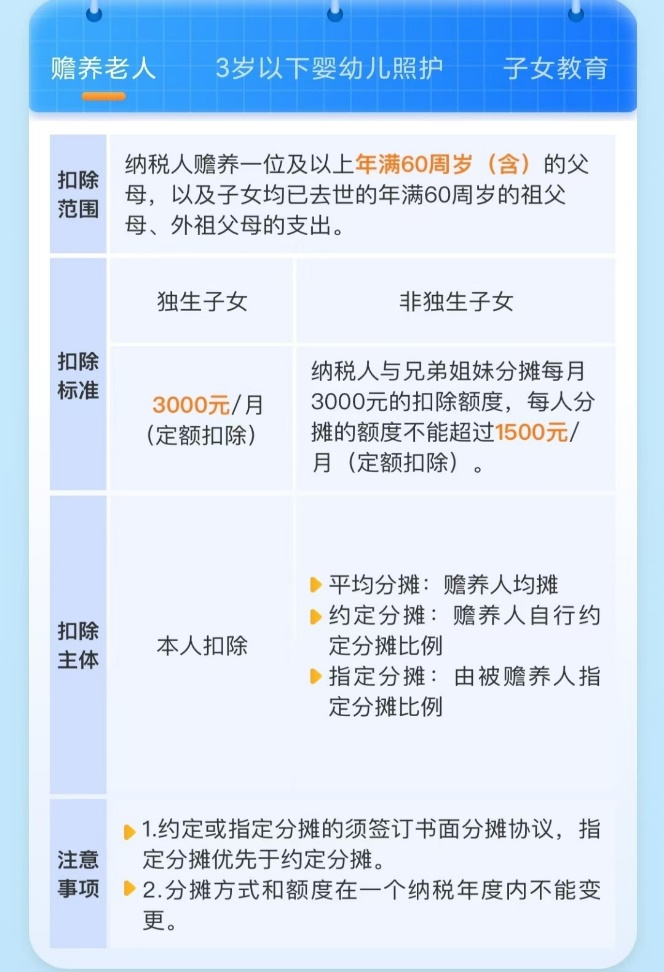 赡养老人 3岁以下婴幼儿照护 子女教育
扣除
范围
纳税人赡养一位及以上年满60周岁（含）的父
母，以及子女均已去世的年满60周岁的祖父
母、外祖父母的支出。
扣除
标准
独生子女 非独生子女
3000元/月
（定额扣除）
纳税人与兄弟姐妹分摊每月
3000元的扣除额度，每人分
摊的额度不能超过1500元/
月（定额扣除）。
扣除
主体
本人扣除
平均分摊：赡养人均摊
约定分摊：赡养人自行约
定分摊比例
指定分摊：由被赡养人指
定分摊比例
注意
事项
1.约定或指定分摊的须签订书面分摊协议，指
定分摊优先于约定分摊。
2.分摊方式和额度在一个纳税年度内不能变
更。